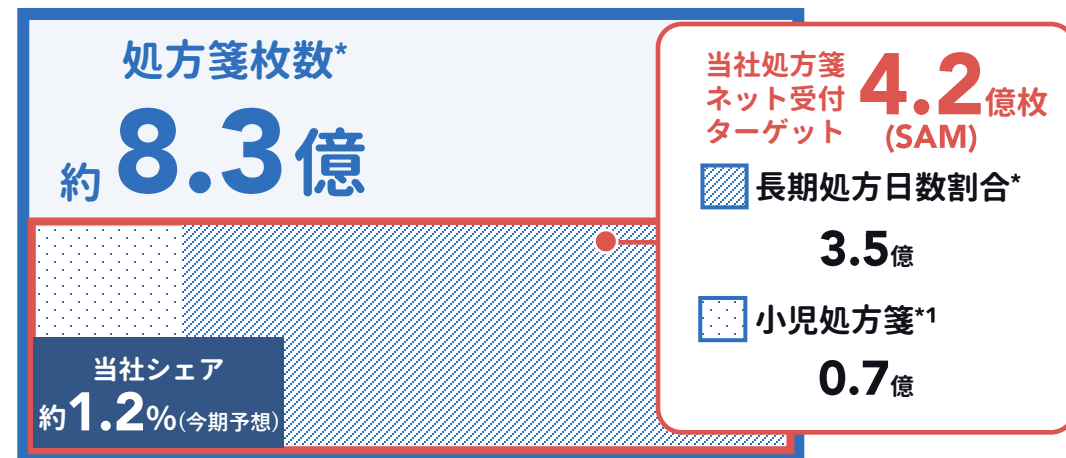 処方箋枚数*
約8.3億
当社処方箋
ネット受付
ターゲット
4.2億枚
(SAM)
長期処方日数割合*
3.5億
小児処方箋*1
0.7億
当社シェア
約1.2%(今期予想)